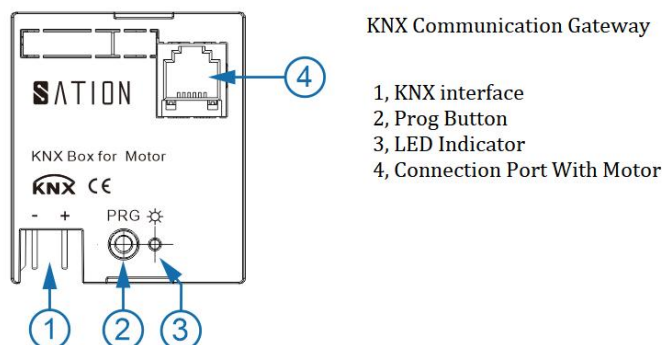 KNX Communication Gateway
SATION
4
1, KNX interface
2, Prog Button
3, LED Indicator
4, Connection Port With Motor
KNX Box for Motor
KNX CE
- +
PRG
1 2 3